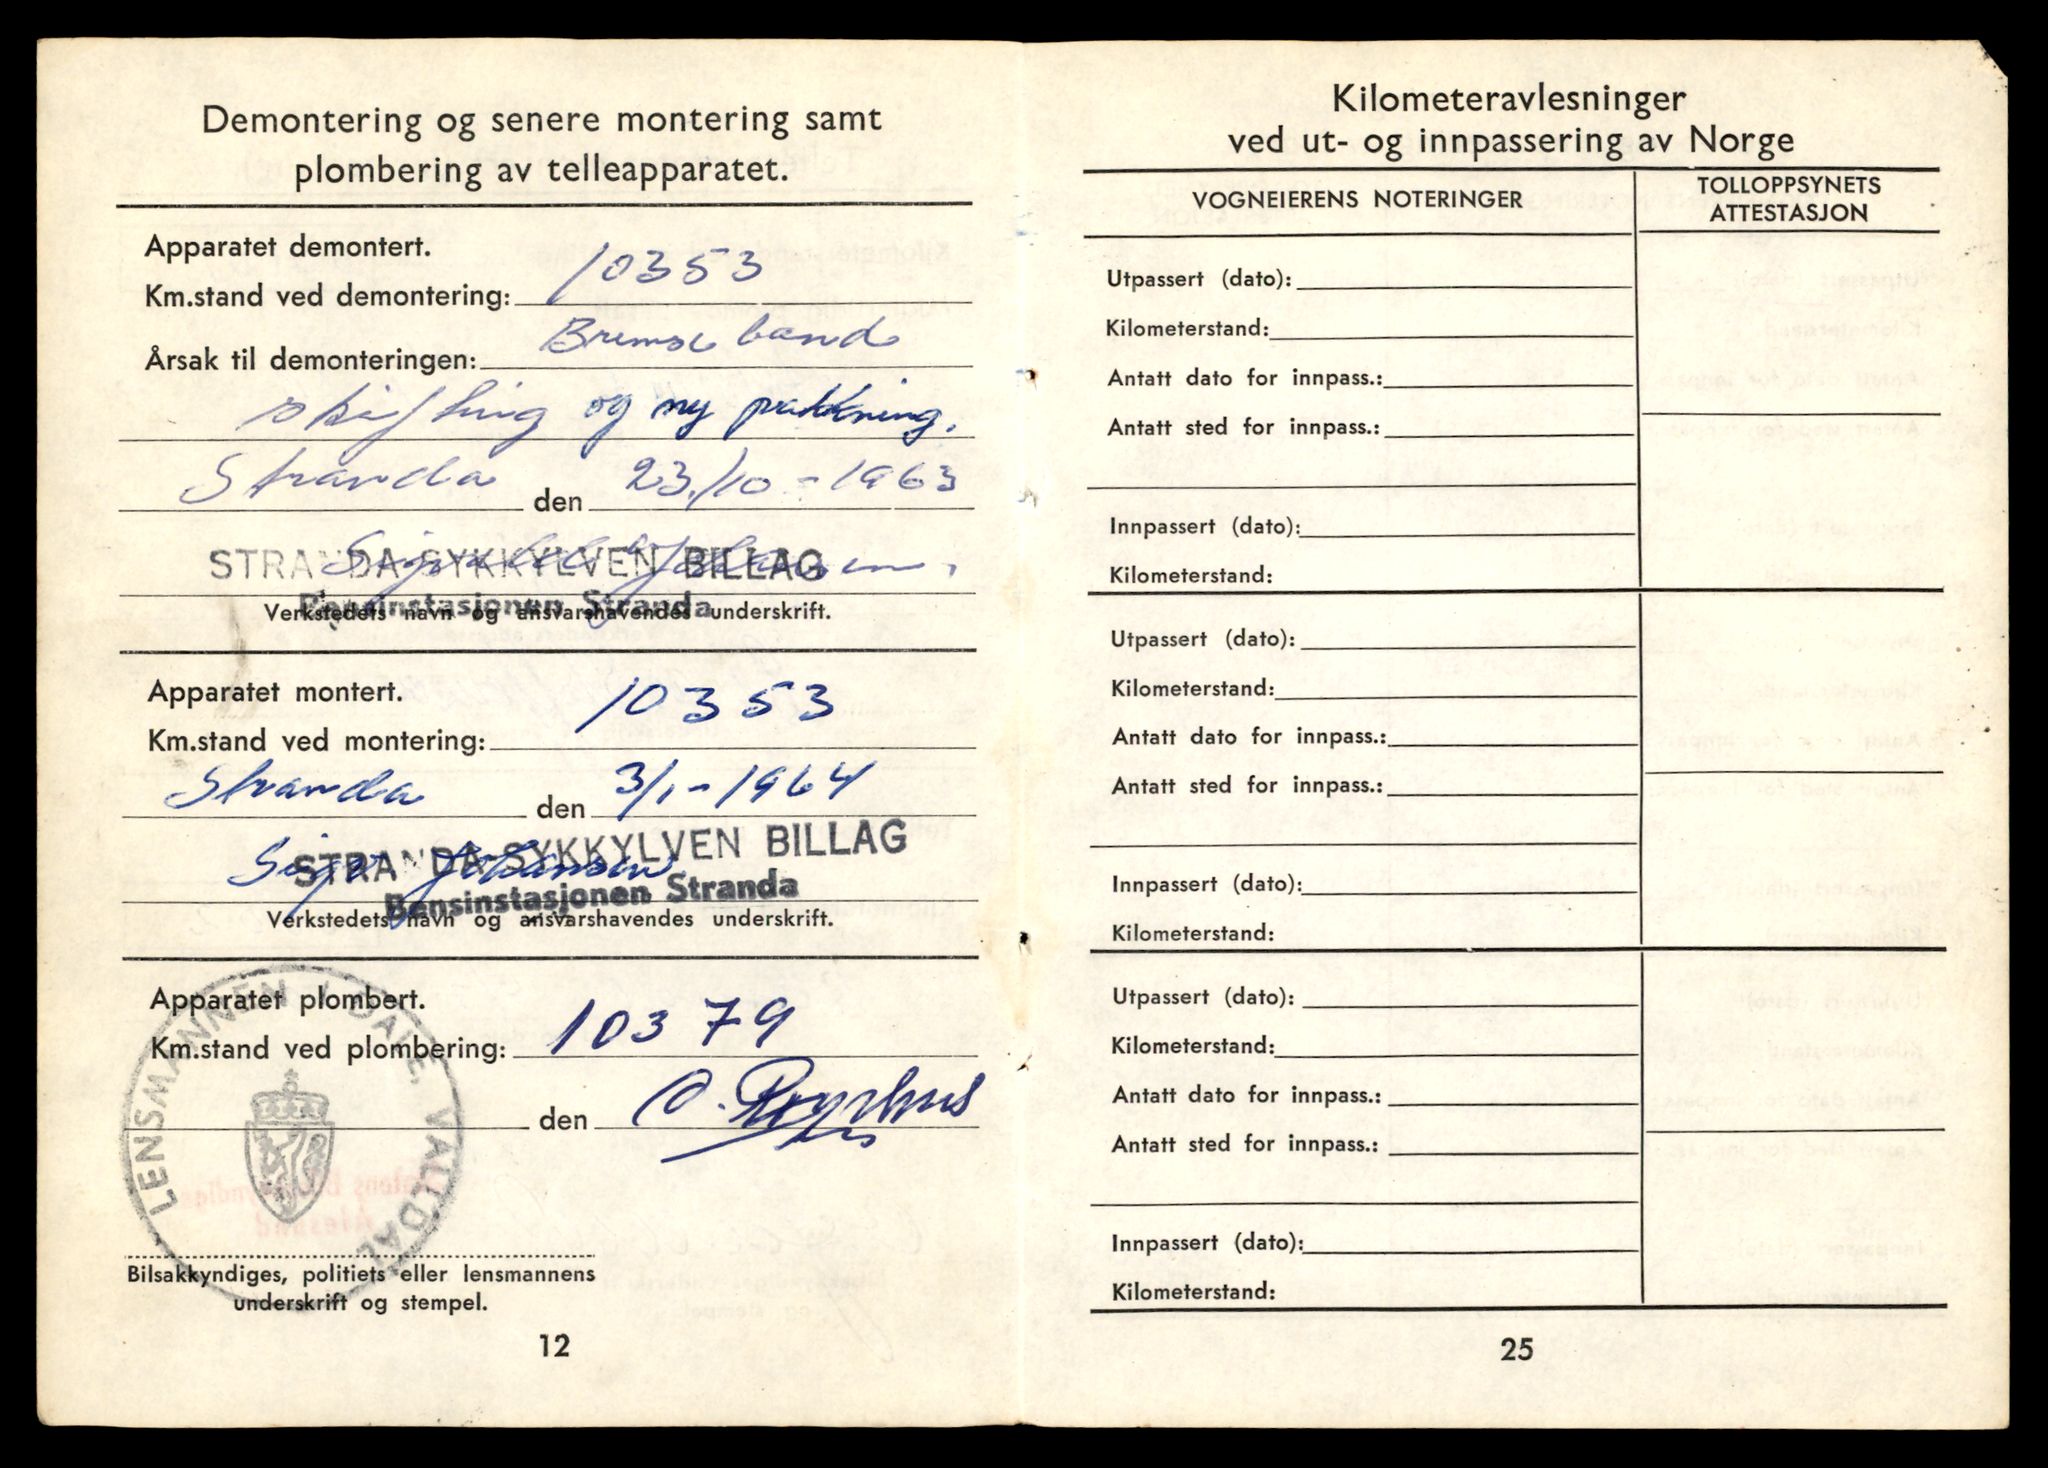 Demontering og senere montering samt
plombering av telleapparatet.
Apparatet demontert.
Km.stand ved demontering: 10353
Årsak til demonteringen: Bremse band
skifting og ny pakkning.
Stranda den 23/10 - 1963
STRANDA-SYKKYLVEN BILLAG
Bensinstasjonen Stranda
Verkstedets navn og ansvarshavendes underskrift.
Apparatet montert.
Km.stand ved montering: 10353
Stranda den 3/1 - 1964
STRANDA-SYKKYLVEN BILLAG
Johansen
Bensinstasjonen Stranda
Verkstedets navn og ansvarshavendes underskrift.
Apparatet plombert.
Km.stand ved plombering: 10379
den
LENSMANNEN I DALE, VALLDAL
Bilsakkyndiges, politiets eller lensmannens
underskrift og stempel.
12
Kilometeravlesninger
ved ut- og innpassering av Norge
VOGNEIERENS NOTERINGER
TOLLOPPSYNETS
ATTESTASJON
Utpassert (dato):
Kilometerstand:
Antatt dato for innpass.:
Antatt sted for innpass.:
Innpassert (dato):
Kilometerstand:
Utpassert (dato):
Kilometerstand:
Antatt dato for innpass.:
Antatt sted for innpass.:
Innpassert (dato):
Kilometerstand:
Utpassert (dato):
Kilometerstand:
Antatt dato for innpass.:
Antatt sted for innpass.:
Innpassert (dato):
Kilometerstand:
25